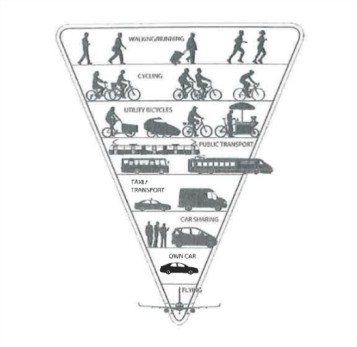 WALKING/RUNNING
CYCLING
UTILITY BICYCLES
PUBLIC TRANSPORT
TAXI /
TRANSPORT
CAR-SHARING
OWN CAR
FLYING